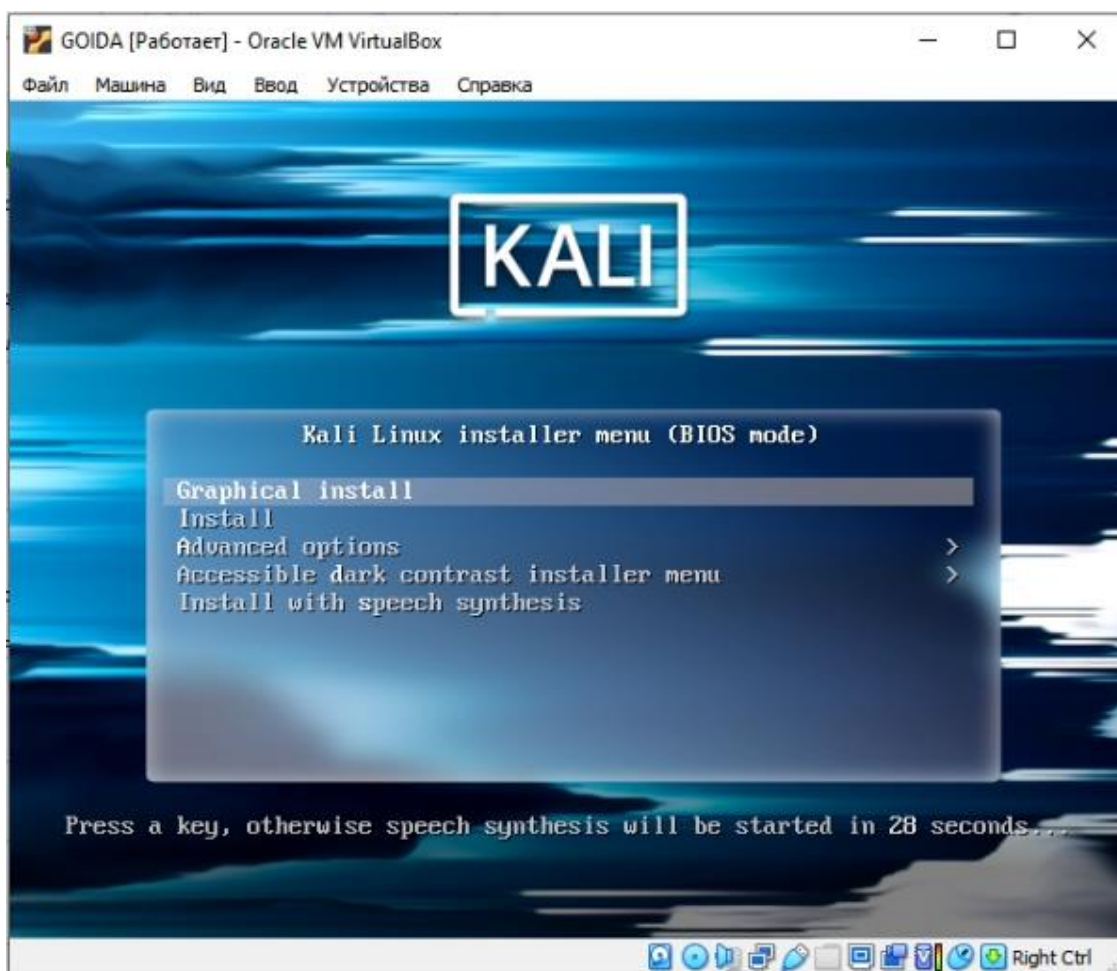 GOIDA [Работает] - Oracle VM VirtualBox
Файл Машина Вид Ввод Устройства Справка
KALI
Kali Linux installer menu (BIOS mode)
Graphical install
Install
Advanced options >
Accessible dark contrast installer menu >
Install with speech synthesis
Press a key, otherwise speech synthesis will be started in 28 seconds...
Right Ctrl